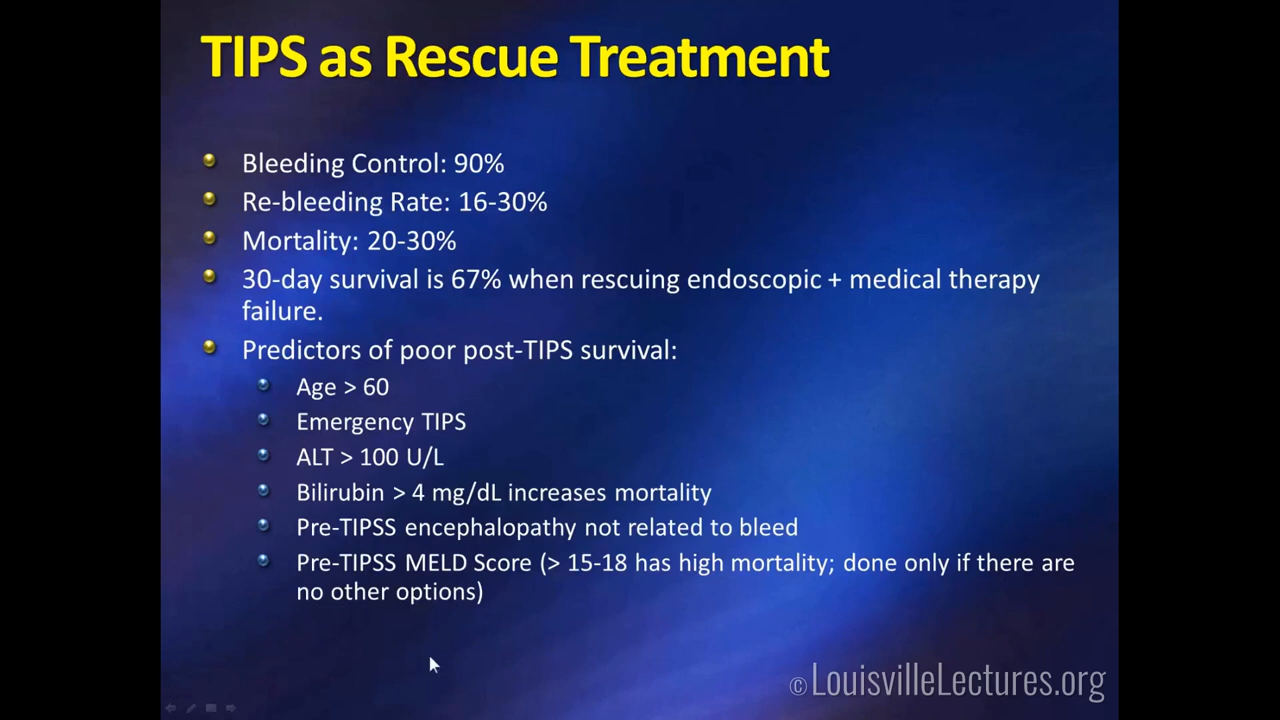 TIPS as Rescue Treatment
Bleeding Control: 90%
Re-bleeding Rate: 16-30%
Mortality: 20-30%
30-day survival is 67% when rescuing endoscopic + medical therapy
failure.
Predictors of poor post-TIPS survival:
Age > 60
Emergency TIPS
ALT > 100 U/L
Bilirubin > 4 mg/dL increases mortality
Pre-TIPSS encephalopathy not related to bleed
Pre-TIPSS MELD Score (> 15-18 has high mortality; done only if there are
no other options)
© LouisvilleLectures.org